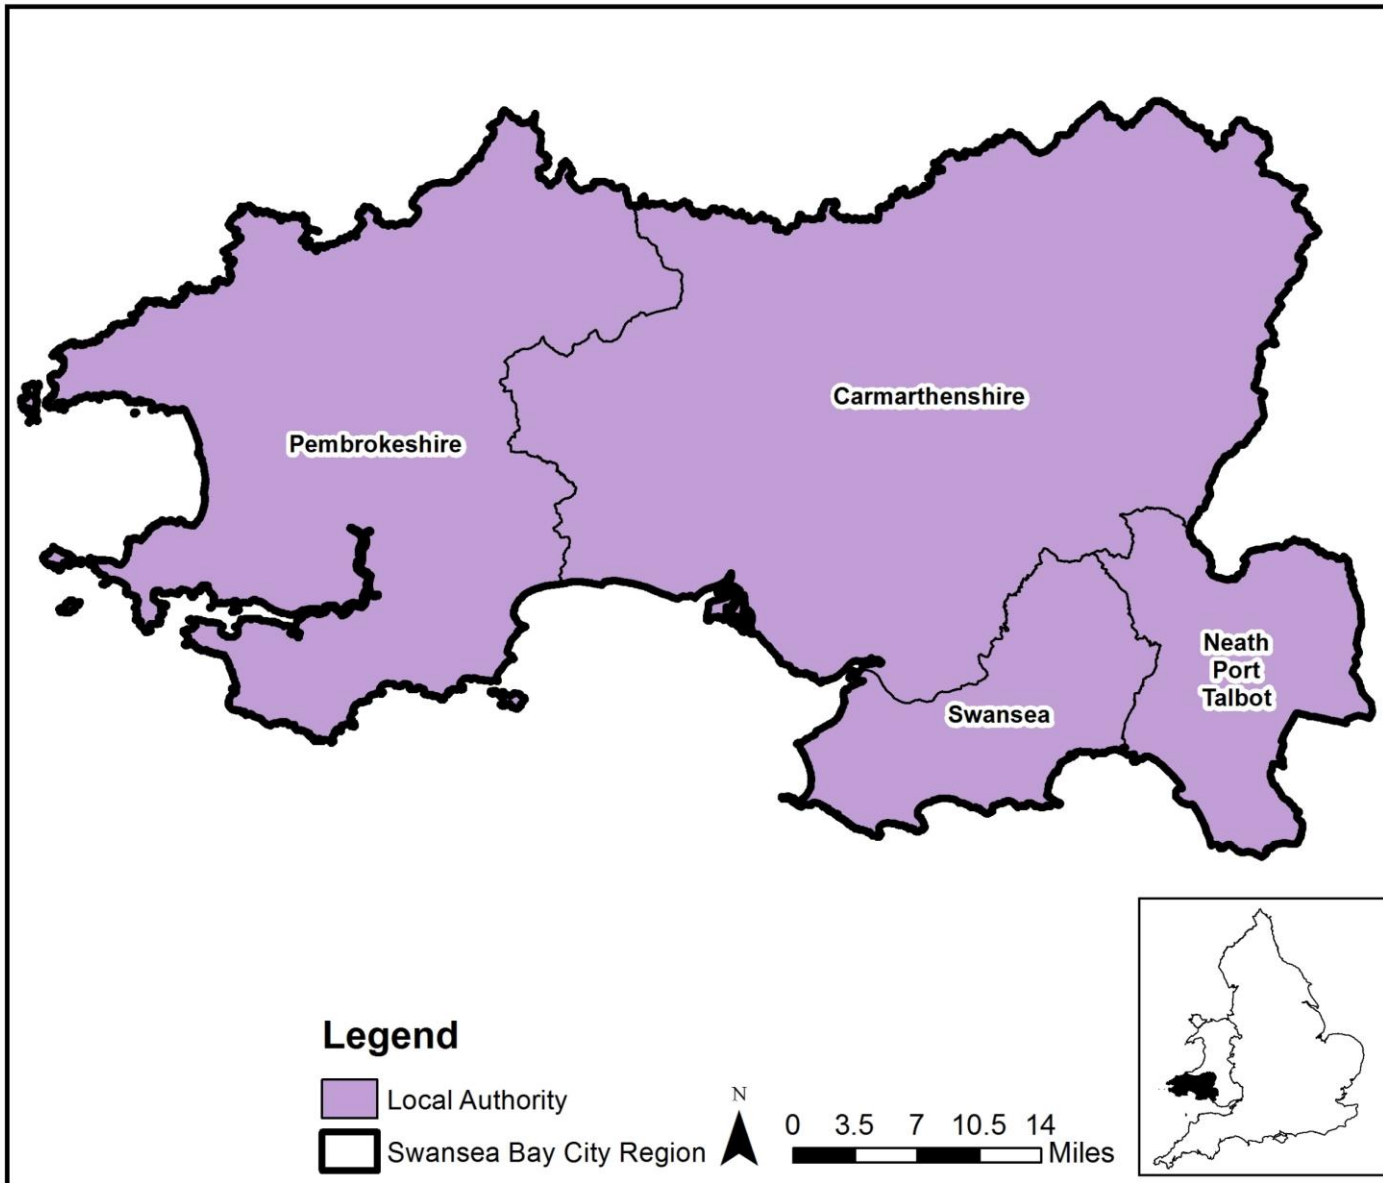 Carmarthenshire
Pembrokeshire
Neath
Port
Talbot
Swansea
Legend
Local Authority
Swansea Bay City Region
N
0 3.5 7 10.5 14
Miles